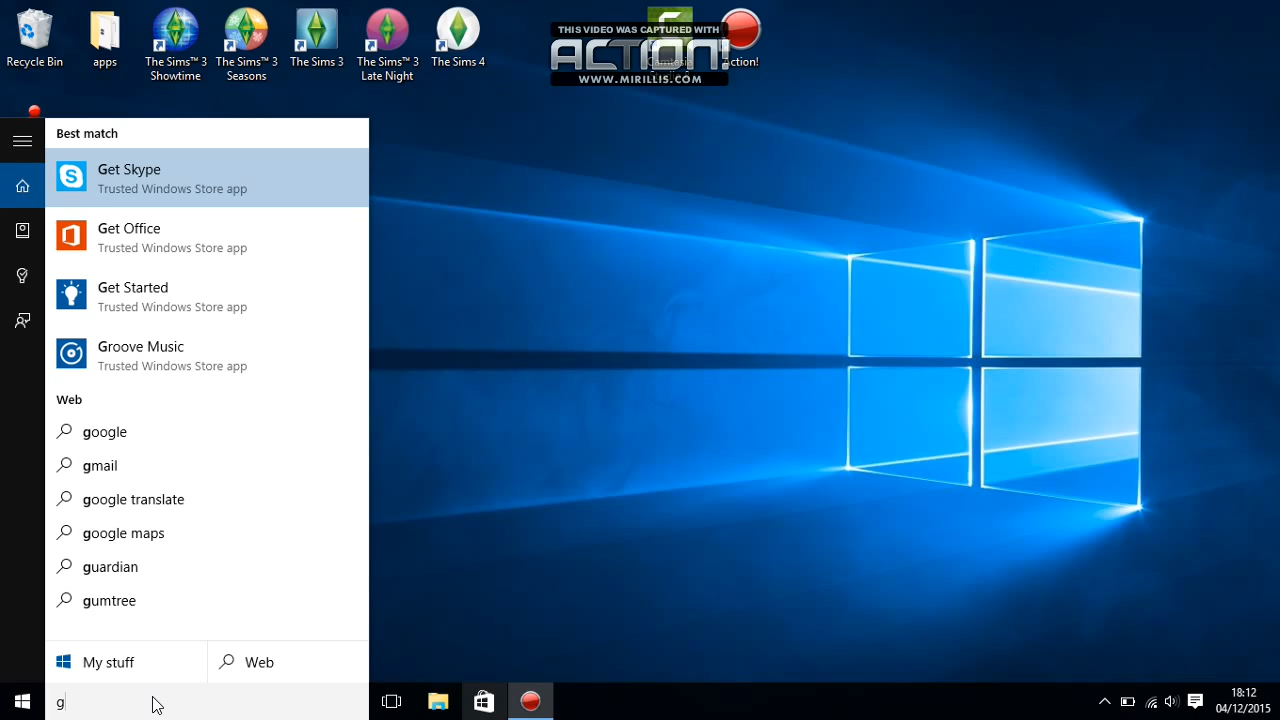 Recycle Bin
apps
The Sims™ 3
Showtime
The Sims™ 3
Seasons
The Sims 3
The Sims™ 3
Late Night
The Sims 4
Action!
THIS VIDEO WAS CAPTURED WITH
ACTION!
WWW.MIRILLIS.COM
Best match
Get Skype
Trusted Windows Store app
Get Office
Trusted Windows Store app
Get Started
Trusted Windows Store app
Groove Music
Trusted Windows Store app
Web
google
gmail
google translate
google maps
guardian
gumtree
My stuff
Web
g
18:12
04/12/2015